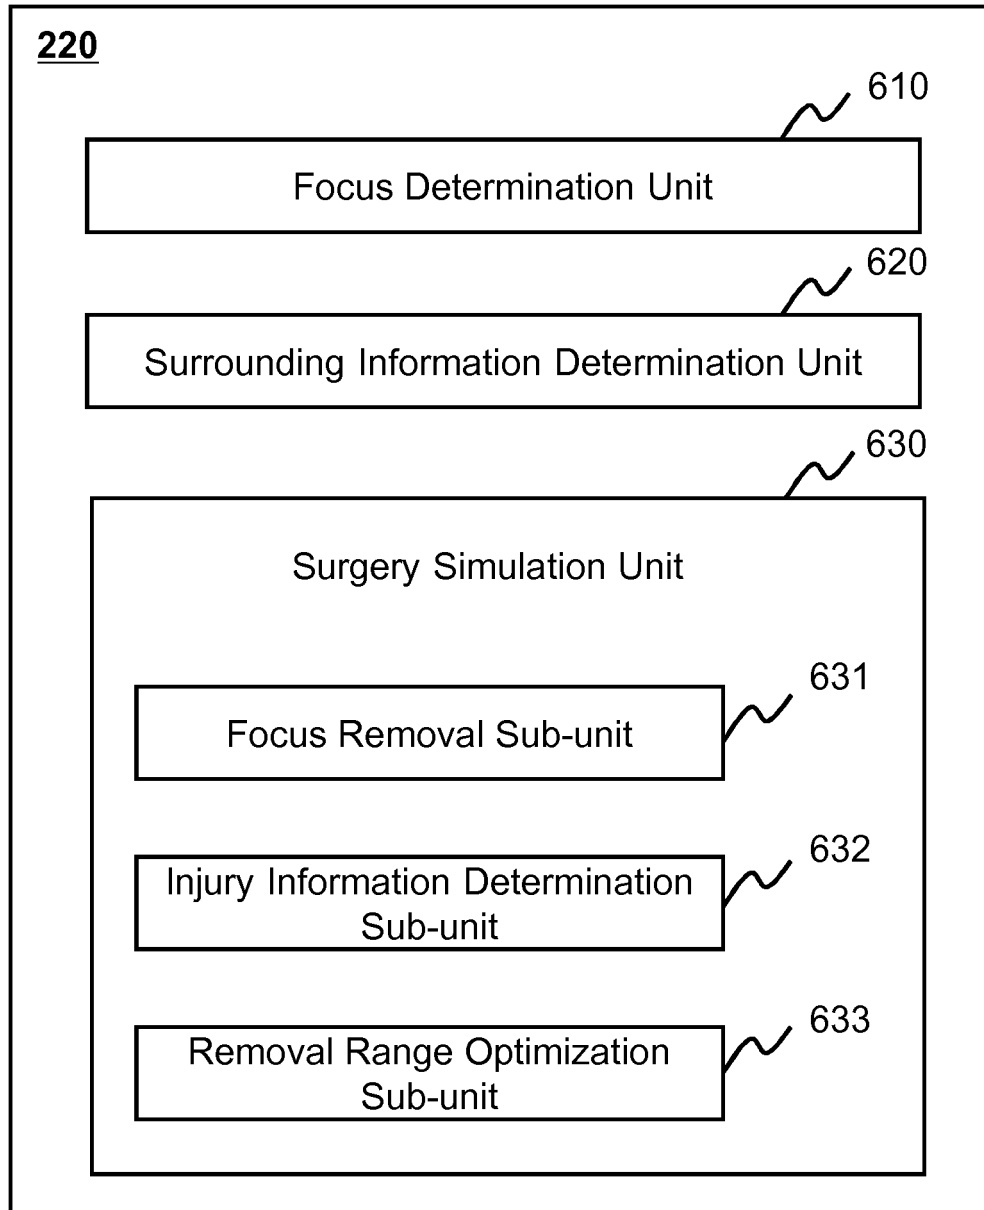 220
610
Focus Determination Unit
620
Surrounding Information Determination Unit
630
Surgery Simulation Unit
631
Focus Removal Sub-unit
632
Injury Information Determination
Sub-unit
633
Removal Range Optimization
Sub-unit